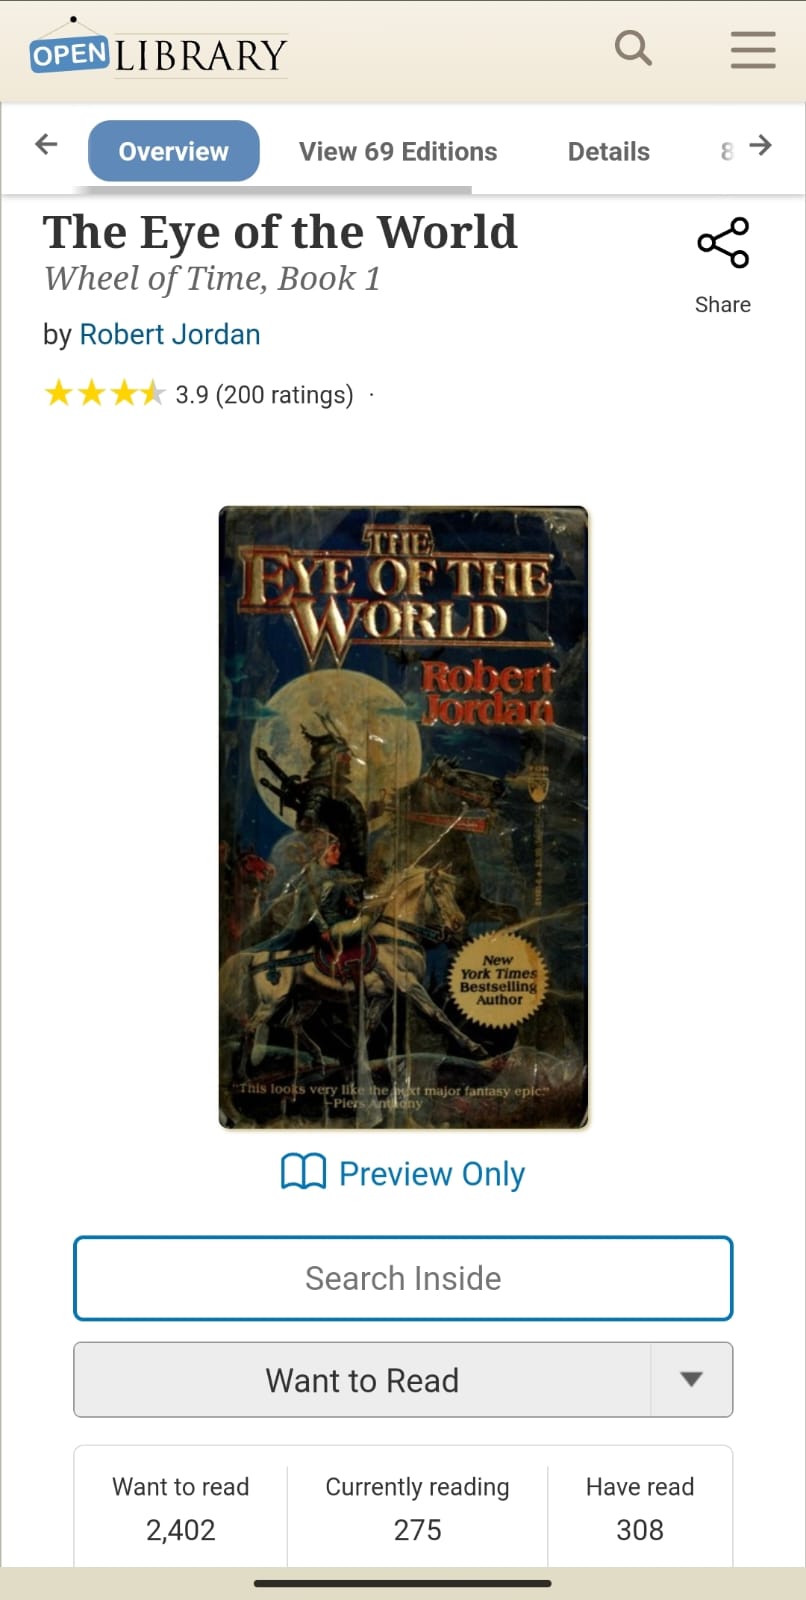 OPEN LIBRARY
Overview View 69 Editions Details 8
The Eye of the World
Wheel of Time, Book 1
by Robert Jordan
Share
3.9 (200 ratings) ·
THE
EYE OF THE
WORLD
Robert
Jordan
New
York Times
Bestselling
Author
"This looks very like the next major fantasy epic."
–Piers Anthony
Preview Only
Search Inside
Want to Read
Want to read Currently reading Have read
2,402 275 308